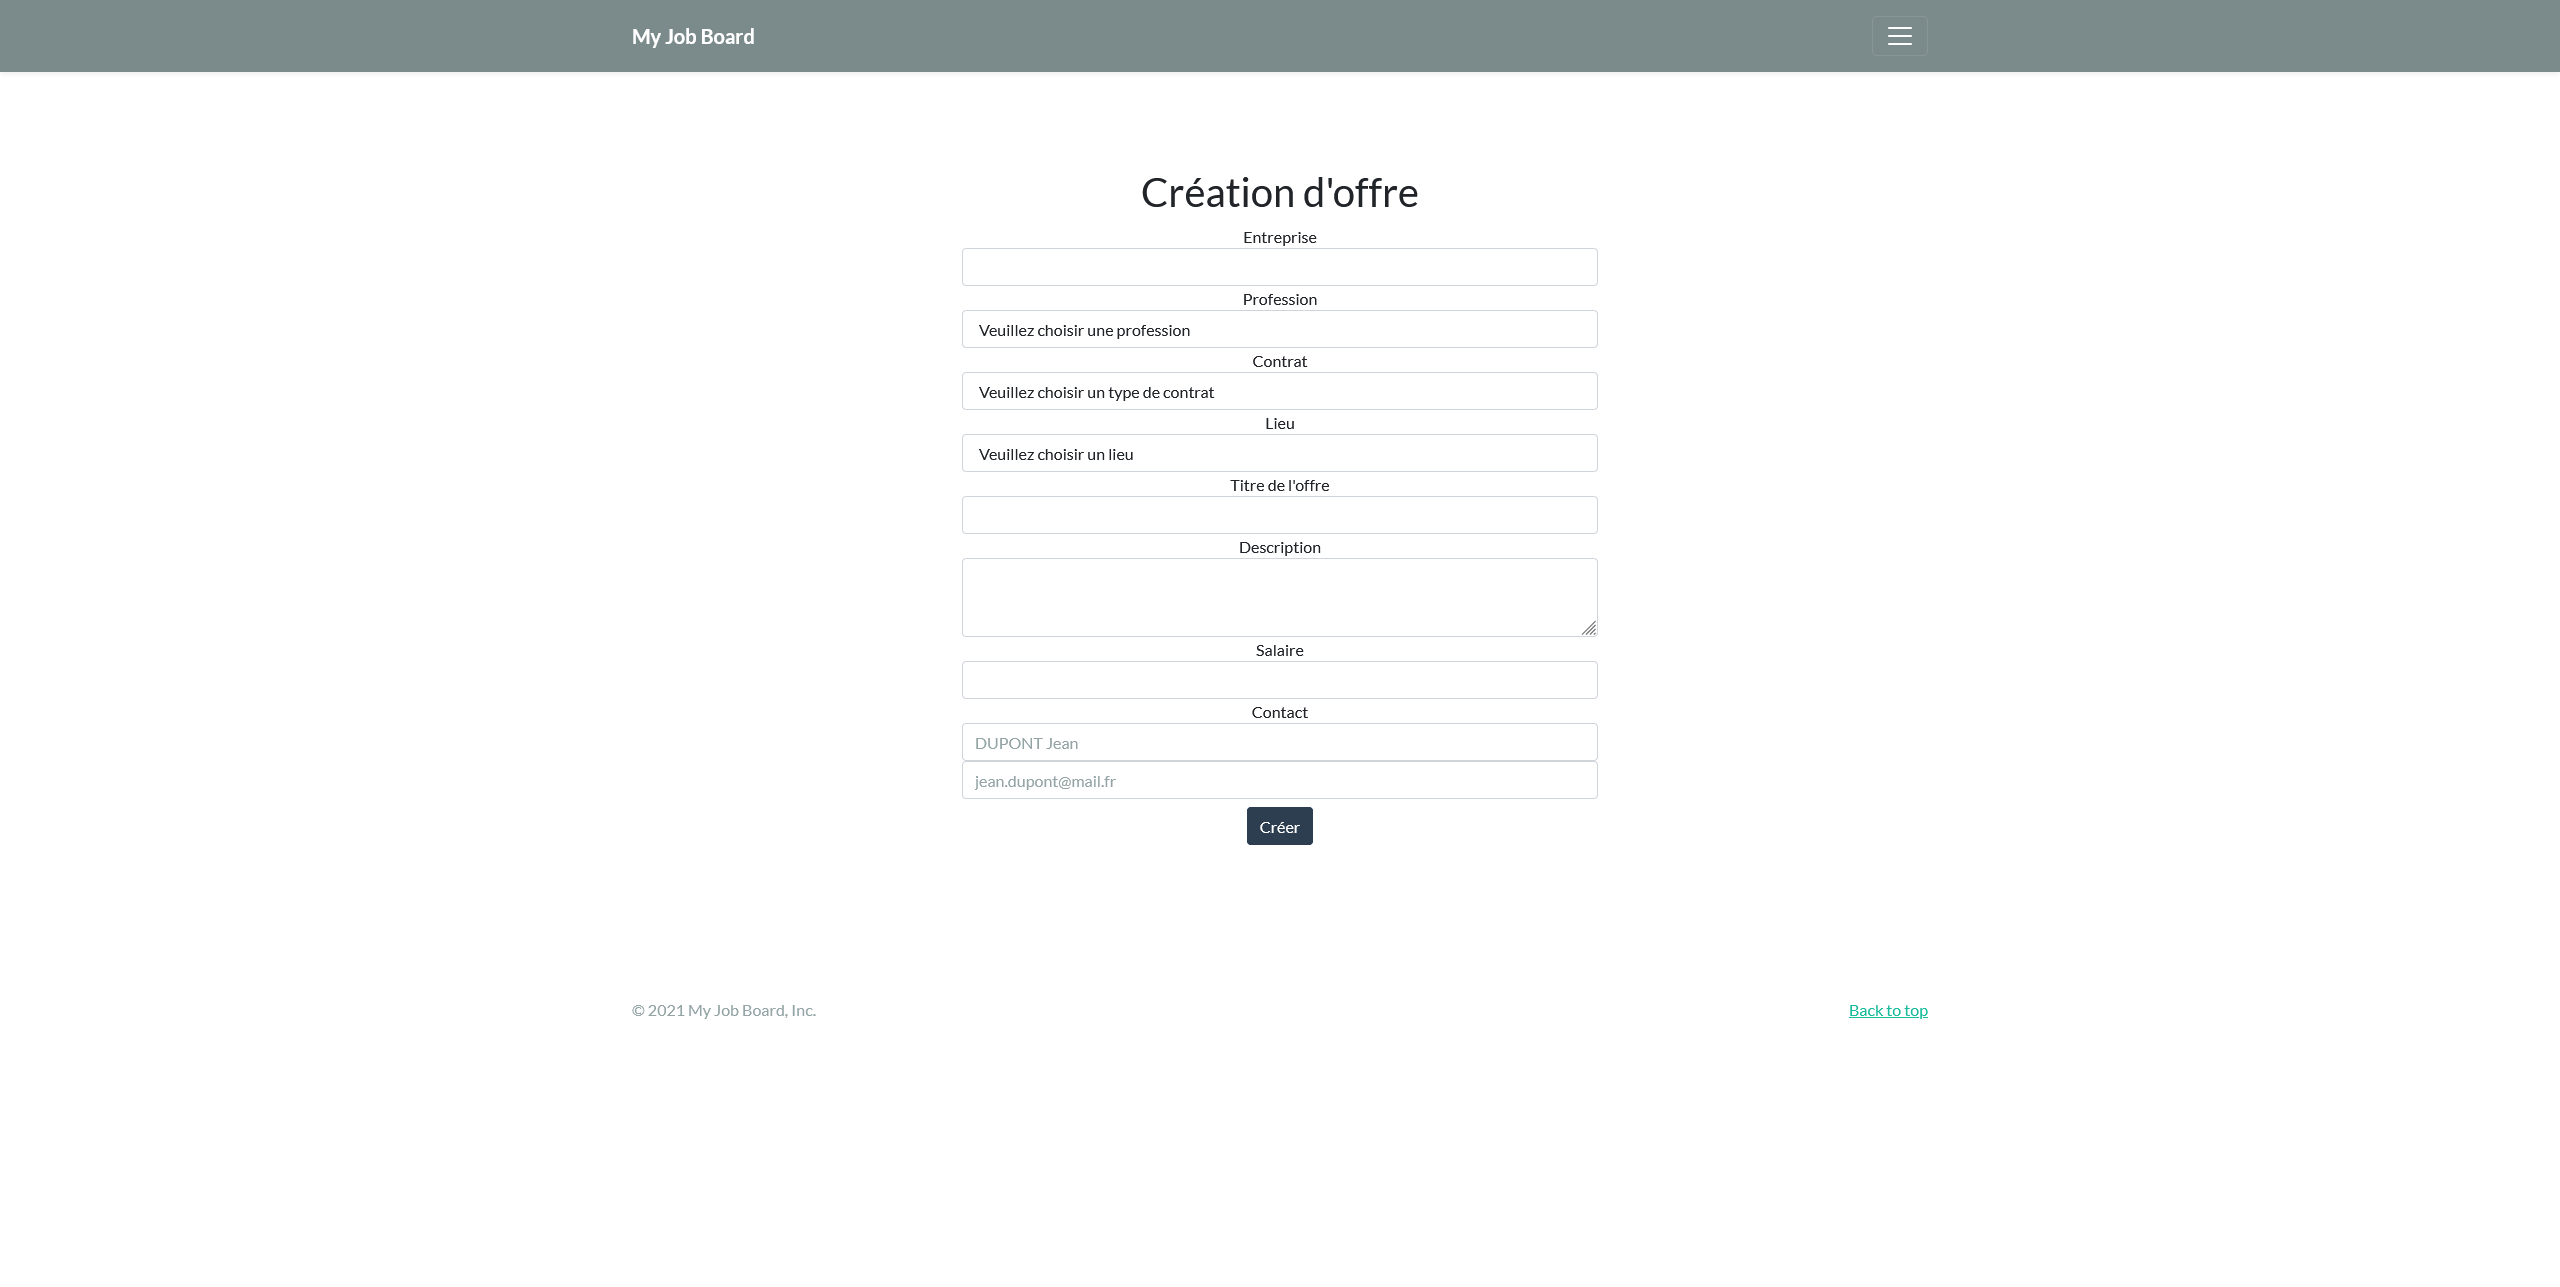 My Job Board
Création d'offre
Entreprise
Profession
Veuillez choisir une profession
Contrat
Veuillez choisir un type de contrat
Lieu
Veuillez choisir un lieu
Titre de l'offre
Description
Salaire
Contact
DUPONT Jean
jean.dupont@mail.fr
Créer
© 2021 My Job Board, Inc.
Back to top